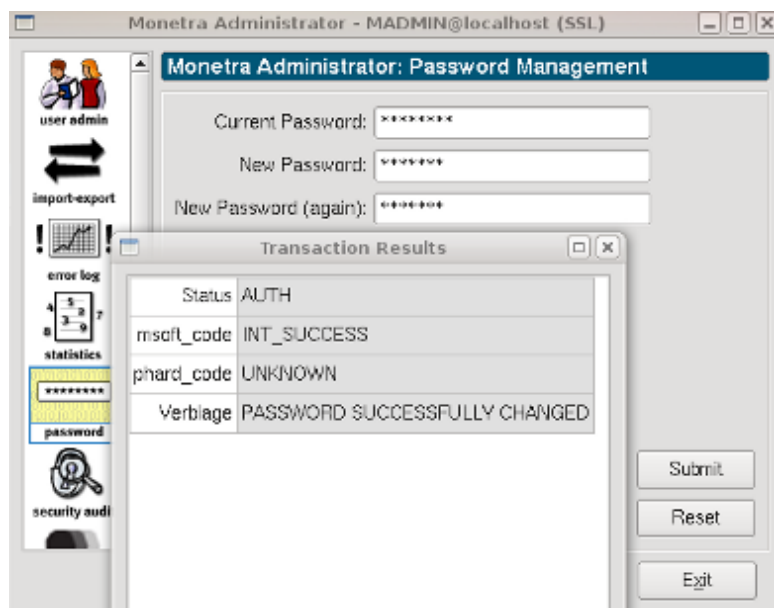 Monetra Administrator - MADMIN@localhost (SSL)
Monetra Administrator: Password Management
user admin
import-export
error log
statistics
password
security audi
Current Password: ********
New Password: *******
New Password (again): *******
Transaction Results
Status AUTH
msoft_code INT_SUCCESS
phard_code UNKNOWN
Verbiage PASSWORD SUCCESSFULLY CHANGED
Submit
Reset
Exit